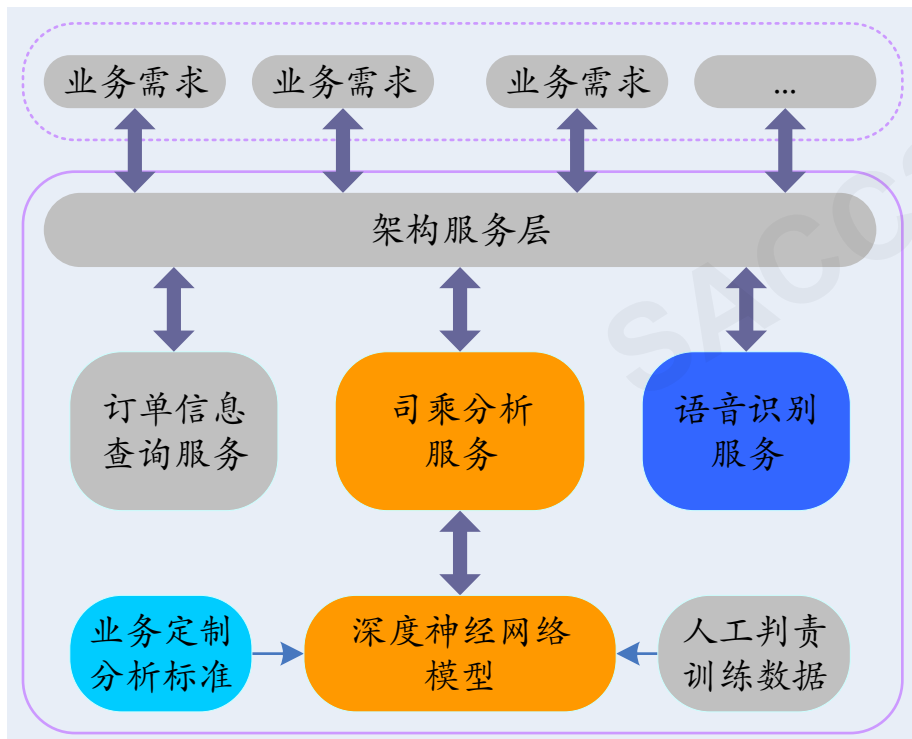 业务需求
业务需求
业务需求
...
架构服务层
订单信息
查询服务
司乘分析
服务
语音识别
服务
业务定制
分析标准
深度神经网络
模型
人工判责
训练数据